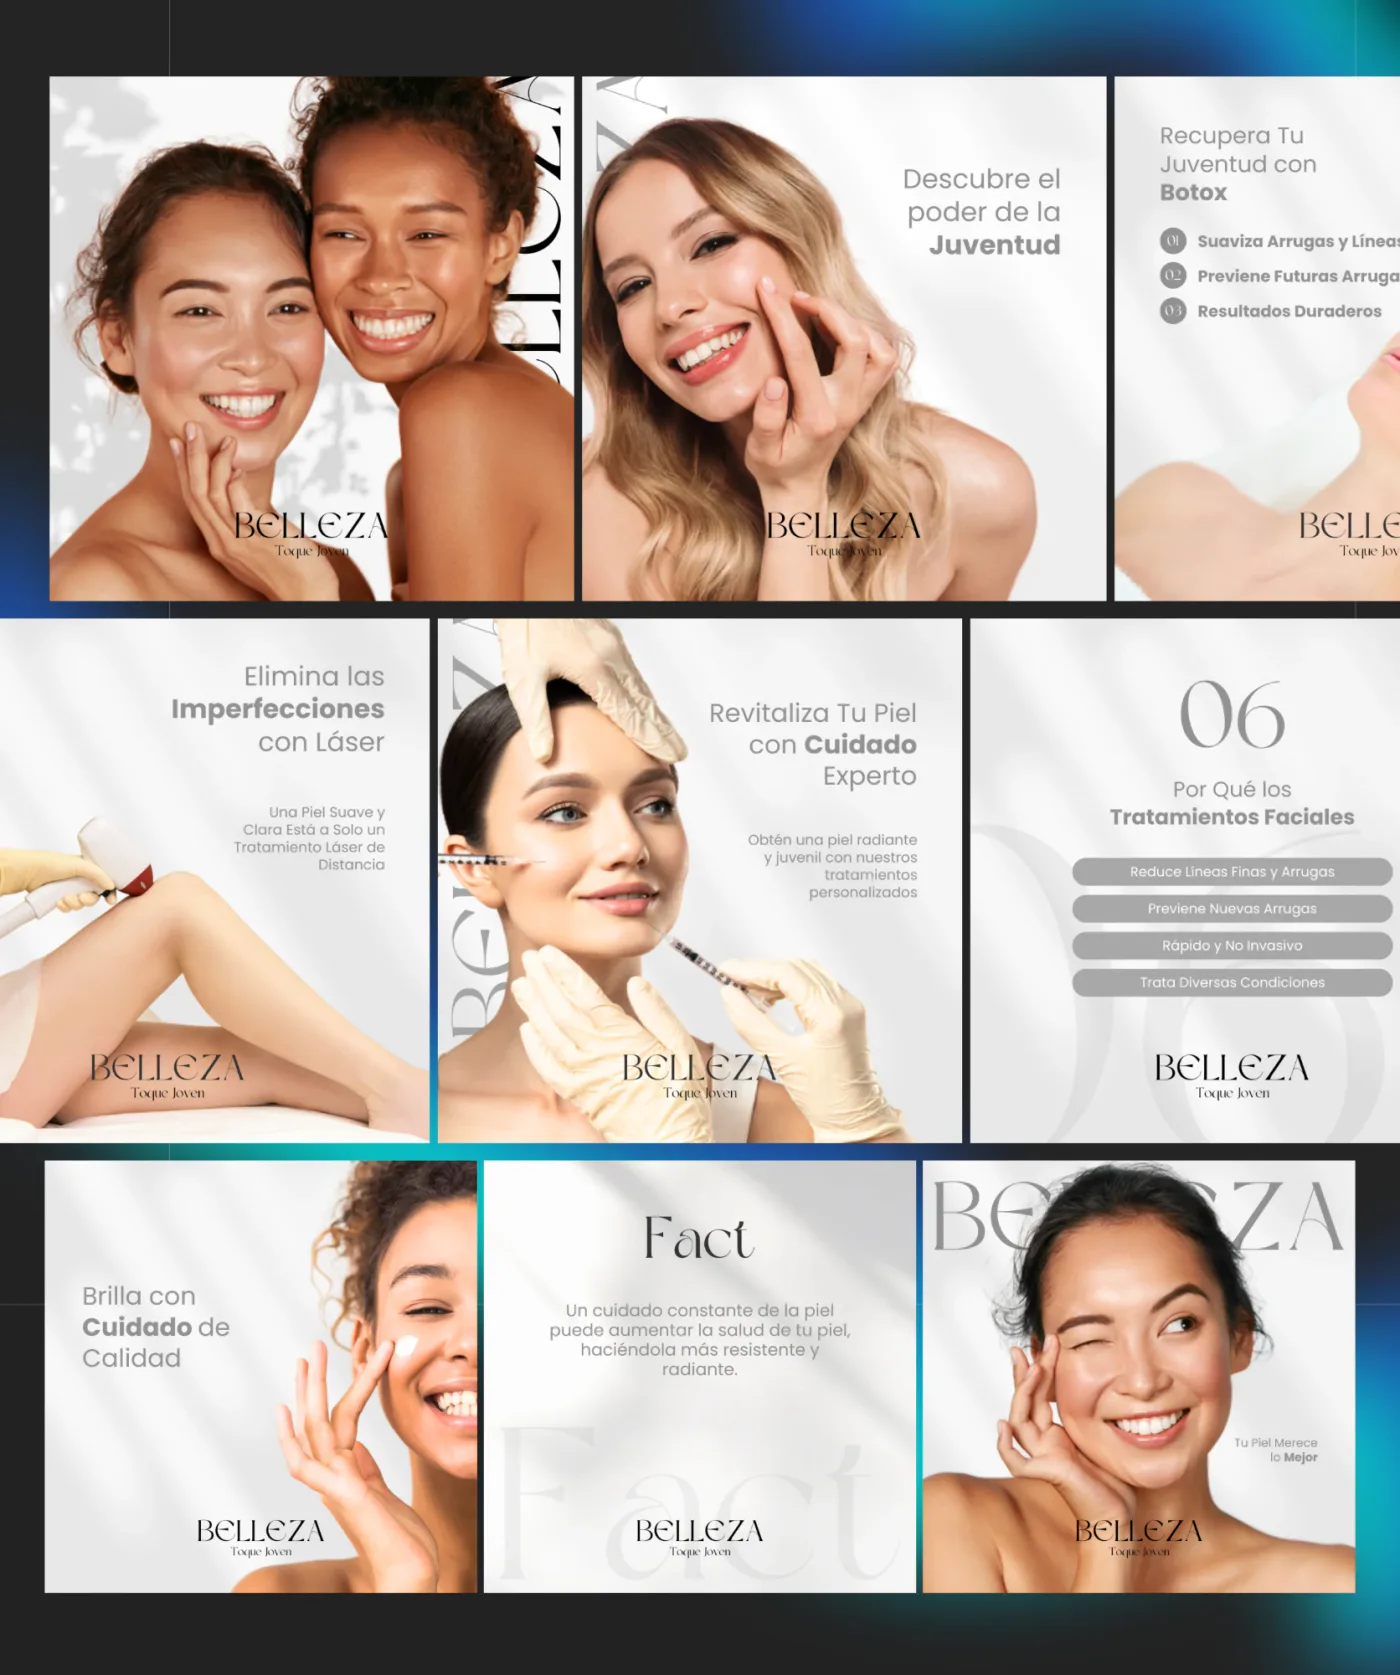 BELLEZA
BELLEZA
Toque Joven
Descubre el
poder de la
Juventud
BELLEZA
Toque Joven
Recupera Tu
Juventud con
Botox
01 Suaviza Arrugas y Líneas
02 Previene Futuras
03 Resultados Duraderos
Elimina las
Imperfecciones
con Láser
Una Piel Suave y
Clara Está a Solo un
Tratamiento Láser de
Distancia
BELLEZA
Toque Joven
BELLEZA
Revitaliza Tu Piel
con Cuidado
Experto
Obtén una piel radiante
y juvenil con nuestros
tratamientos
personalizados
BELLEZA
Toque Joven
06
Por Qué los
Tratamientos Faciales
Reduce Líneas Finas y Arrugas
Previene Nuevas Arrugas
Rápido y No Invasivo
Trata Diversas Condiciones
06
BELLEZA
Toque Joven
Brilla con
Cuidado de
Calidad
BELLEZA
Toque Joven
Fact
Un cuidado constante de la piel
puede aumentar la salud de tu piel,
haciéndola más resistente y
radiante.
Fact
BELLEZA
Toque Joven
BELLEZA
Tu Piel Merece
lo Mejor
BELLEZA
Toque Joven